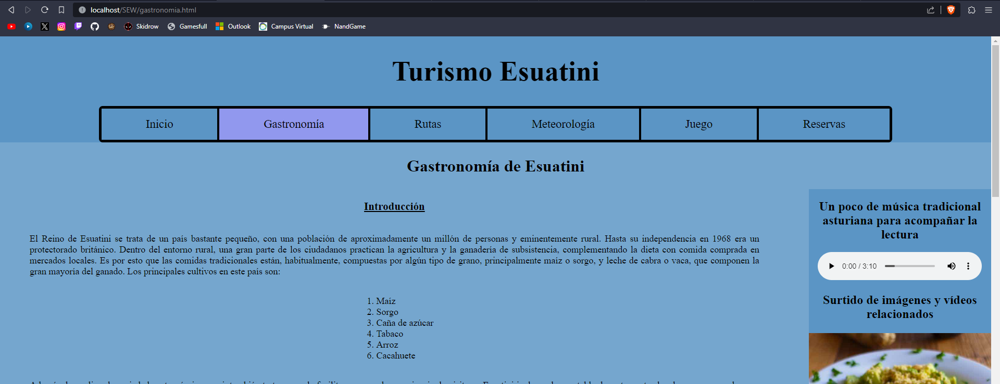 localhost/SEW/gastronomia.html
Skidrow Gamesfull Outlook Campus Virtual NandGame
Turismo Esuatini
Inicio Gastronomía Rutas Meteorología Juego Reservas
Gastronomía de Esuatini
Introducción
El Reino de Esuatini se trata de un país bastante pequeño, con una población de aproximadamente un millón de personas y eminentemente rural. Hasta su independencia en 1968 era un
protectorado británico. Dentro del entorno rural, una gran parte de los ciudadanos practican la agricultura y la ganadería de subsistencia, complementando la dieta con comida comprada en
mercados locales. Es por esto que las comidas tradicionales están, habitualmente, compuestas por algún tipo de grano, principalmente maíz o sorgo, y leche de cabra o vaca, que componen la
gran mayoría del ganado. Los principales cultivos en este país son:
1. Maíz
2. Sorgo
3. Caña de azúcar
4. Tabaco
5. Arroz
6. Cacahuete
Un poco de música tradicional
asturiana para acompañar la
lectura
0:00 / 3:10
Surtido de imágenes y vídeos
relacionados